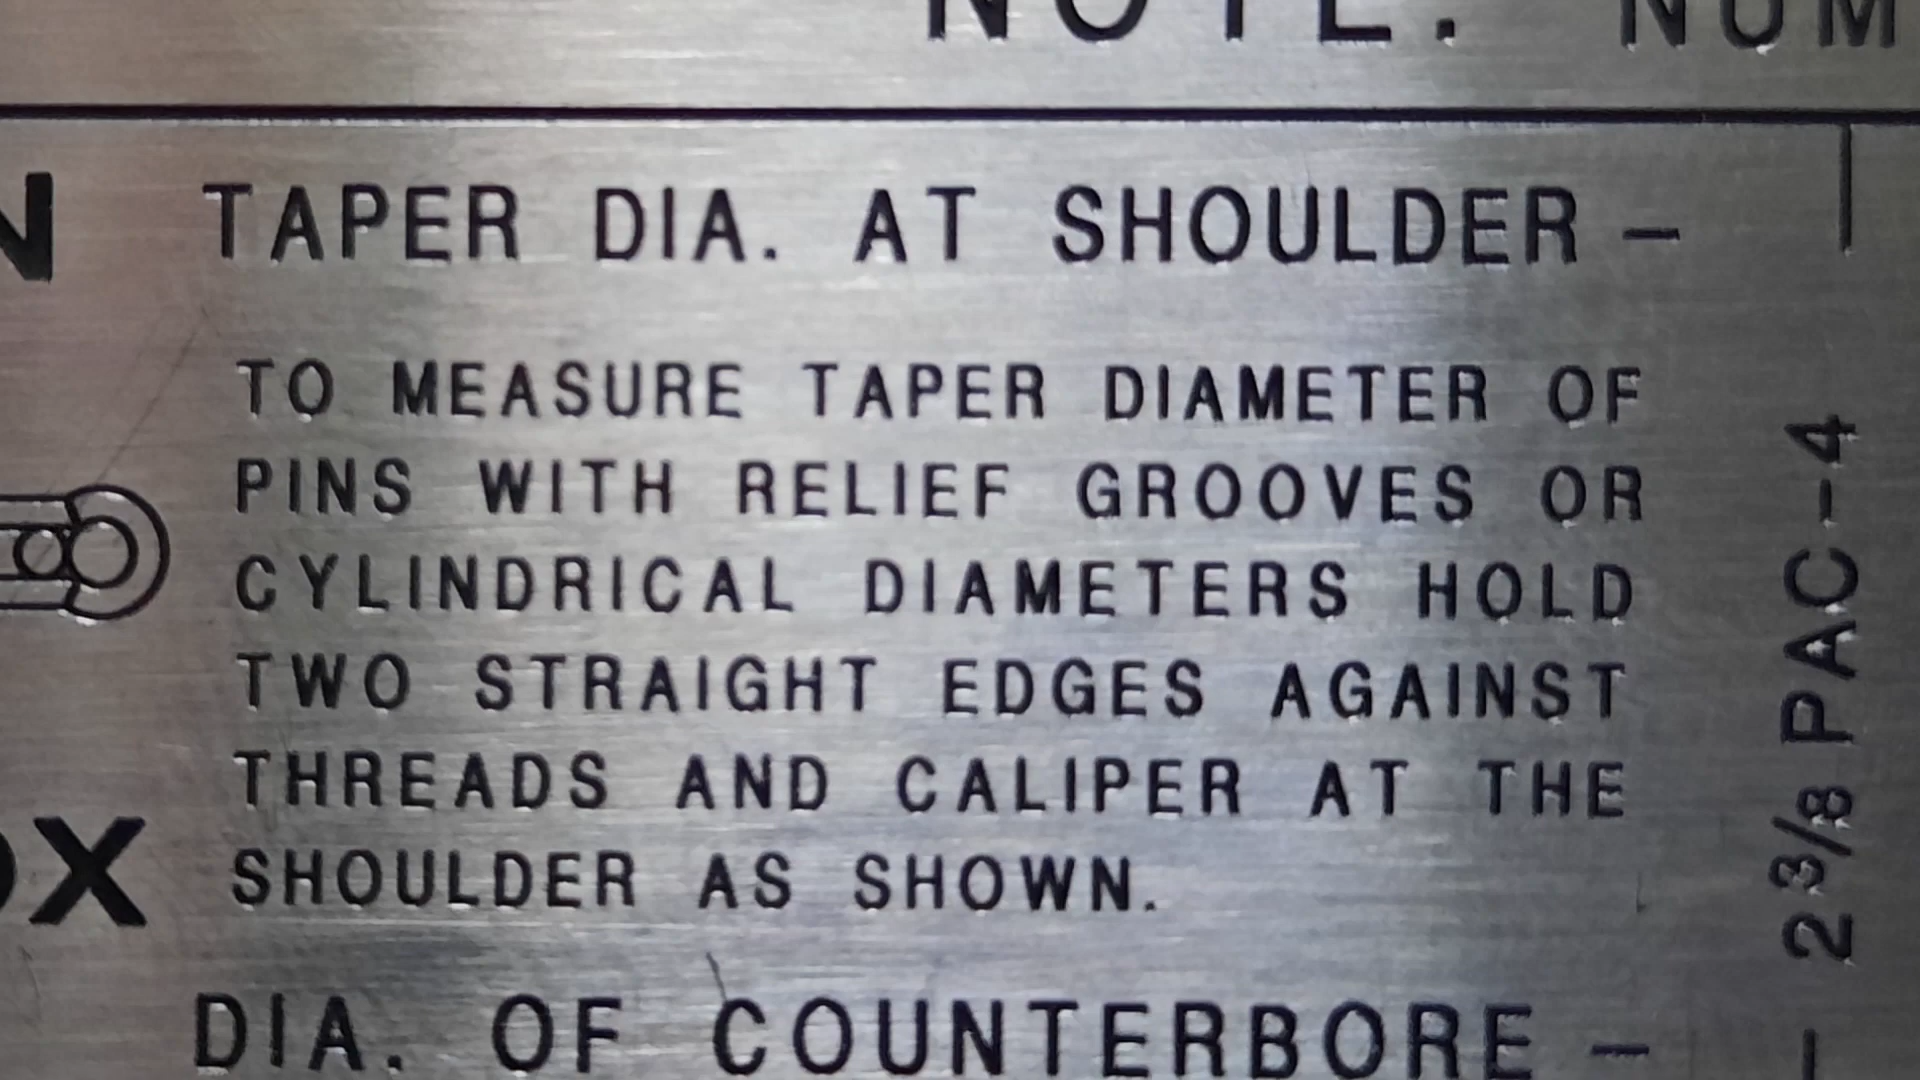 NOTE:
TAPER DIA. AT SHOULDER –
TO MEASURE TAPER DIAMETER OF
PINS WITH RELIEF GROOVES OR
CYLINDRICAL DIAMETERS HOLD
TWO STRAIGHT EDGES AGAINST
THREADS AND CALIPER AT THE
SHOULDER AS SHOWN.
DIA. OF COUNTERBORE –
– 2 3/8 PAC-4